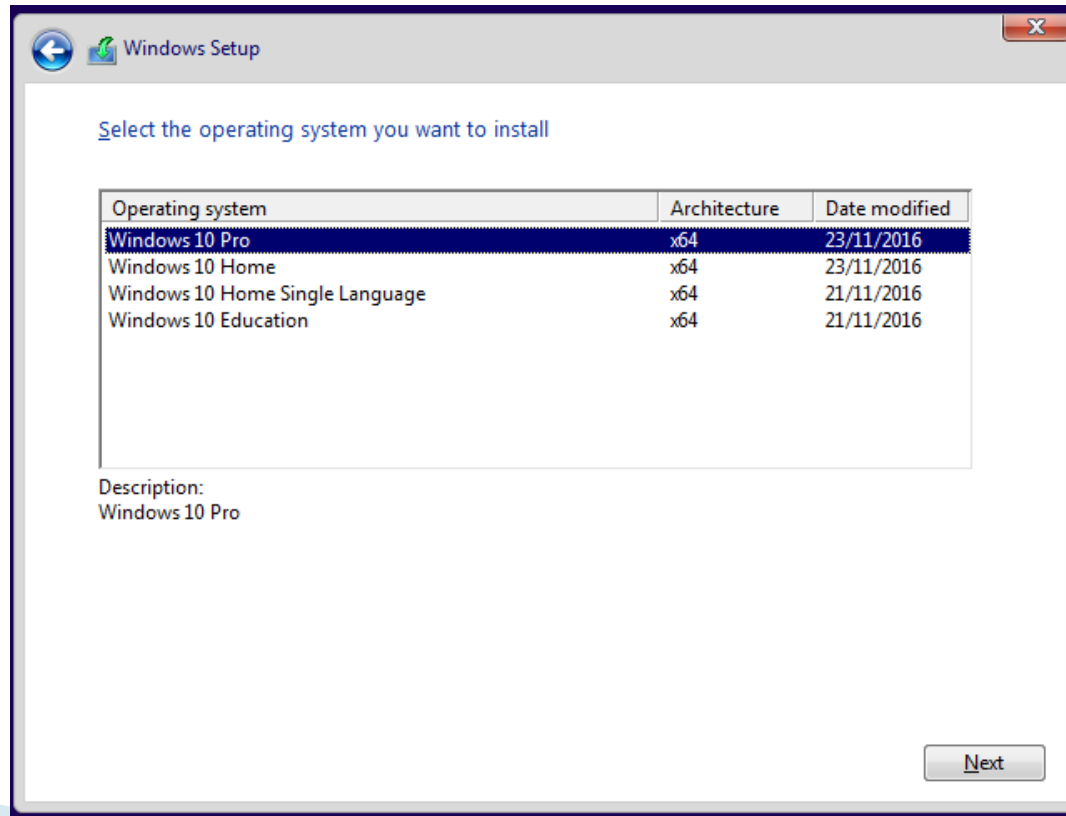 Windows Setup
Select the operating system you want to install
Operating system Architecture Date modified
Windows 10 Pro x64 23/11/2016
Windows 10 Home x64 23/11/2016
Windows 10 Home Single Language x64 21/11/2016
Windows 10 Education x64 21/11/2016
Description:
Windows 10 Pro
Next